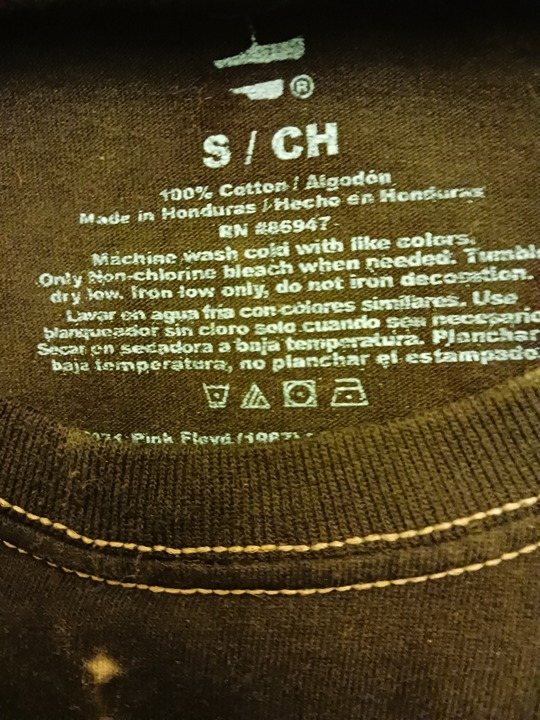 ®
S / CH
100% Cotton / Algodón
Made in Honduras / Hecho en Honduras
RN #86947
Machine wash cold with like colors.
Only Non-chlorine bleach when needed. Tumble
dry low. Iron low only, do not iron decoration.
Lavar en agua fria con colores similares. Use
blanqueador sin cloro solo cuando sea necesario
Secar en secadora a baja temperatura. Planchar
baja temperatura, no planchar el estampado
Pink Floyd (1987)